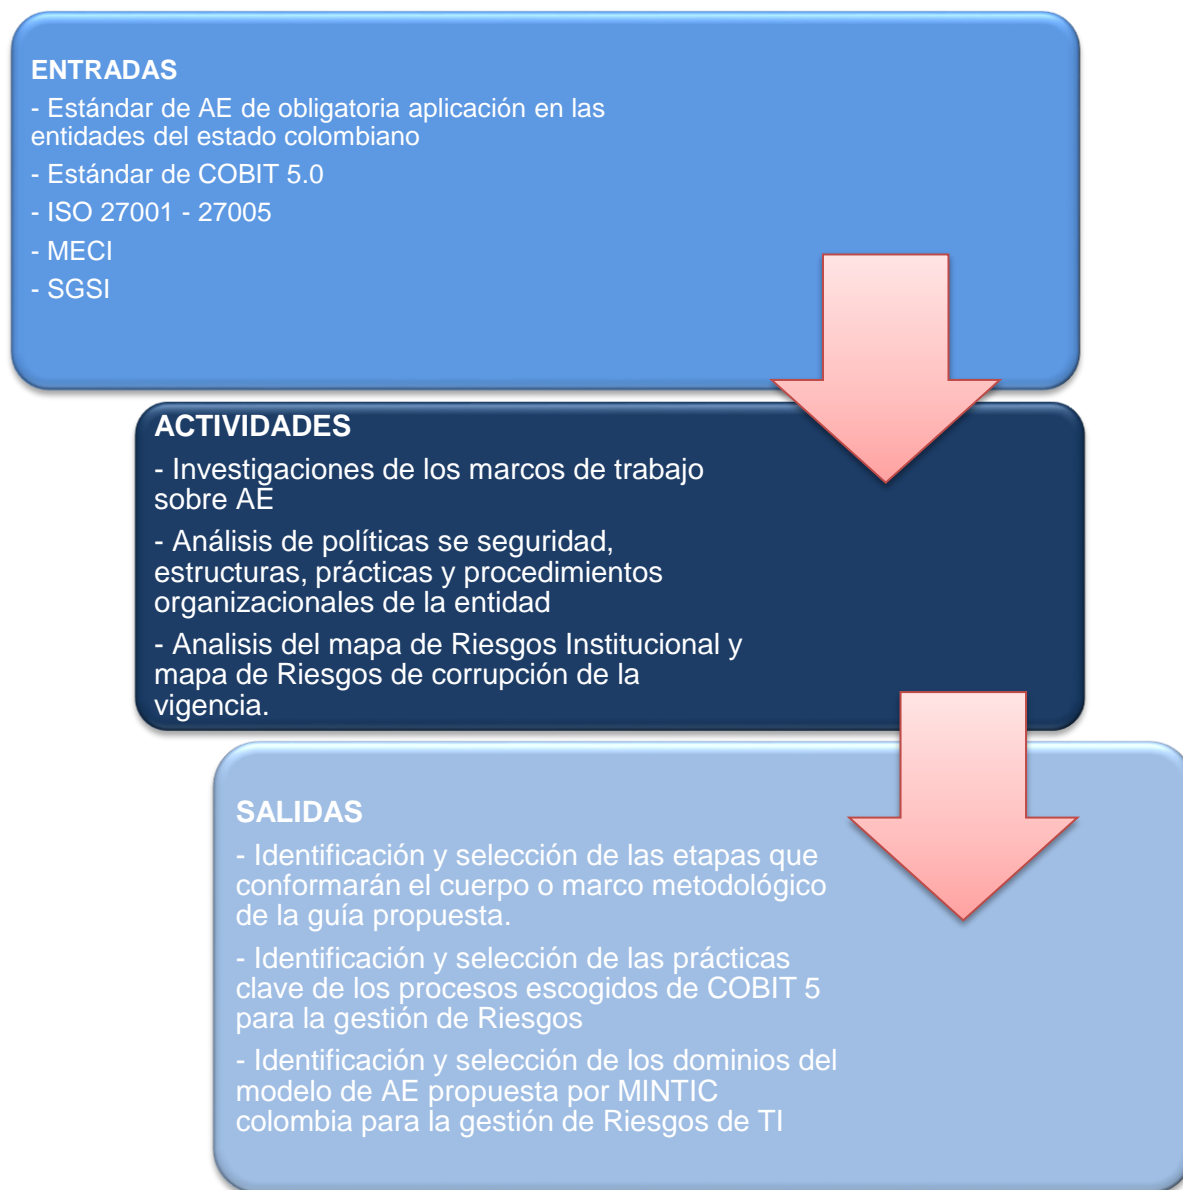 ENTRADAS
- Estándar de AE de obligatoria aplicación en las
entidades del estado colombiano
- Estándar de COBIT 5.0
- ISO 27001 - 27005
- MECI
- SGSI
ACTIVIDADES
- Investigaciones de los marcos de trabajo
sobre AE
- Análisis de políticas se seguridad,
estructuras, prácticas y procedimientos
organizacionales de la entidad
- Analisis del mapa de Riesgos Institucional y
mapa de Riesgos de corrupción de la
vigencia.
SALIDAS
- Identificación y selección de las etapas que
conformarán el cuerpo o marco metodológico
de la guía propuesta.
- Identificación y selección de las prácticas
clave de los procesos escogidos de COBIT 5
para la gestión de Riesgos
- Identificación y selección de los dominios del
modelo de AE propuesta por MINTIC
colombia para la gestión de Riesgos de TI